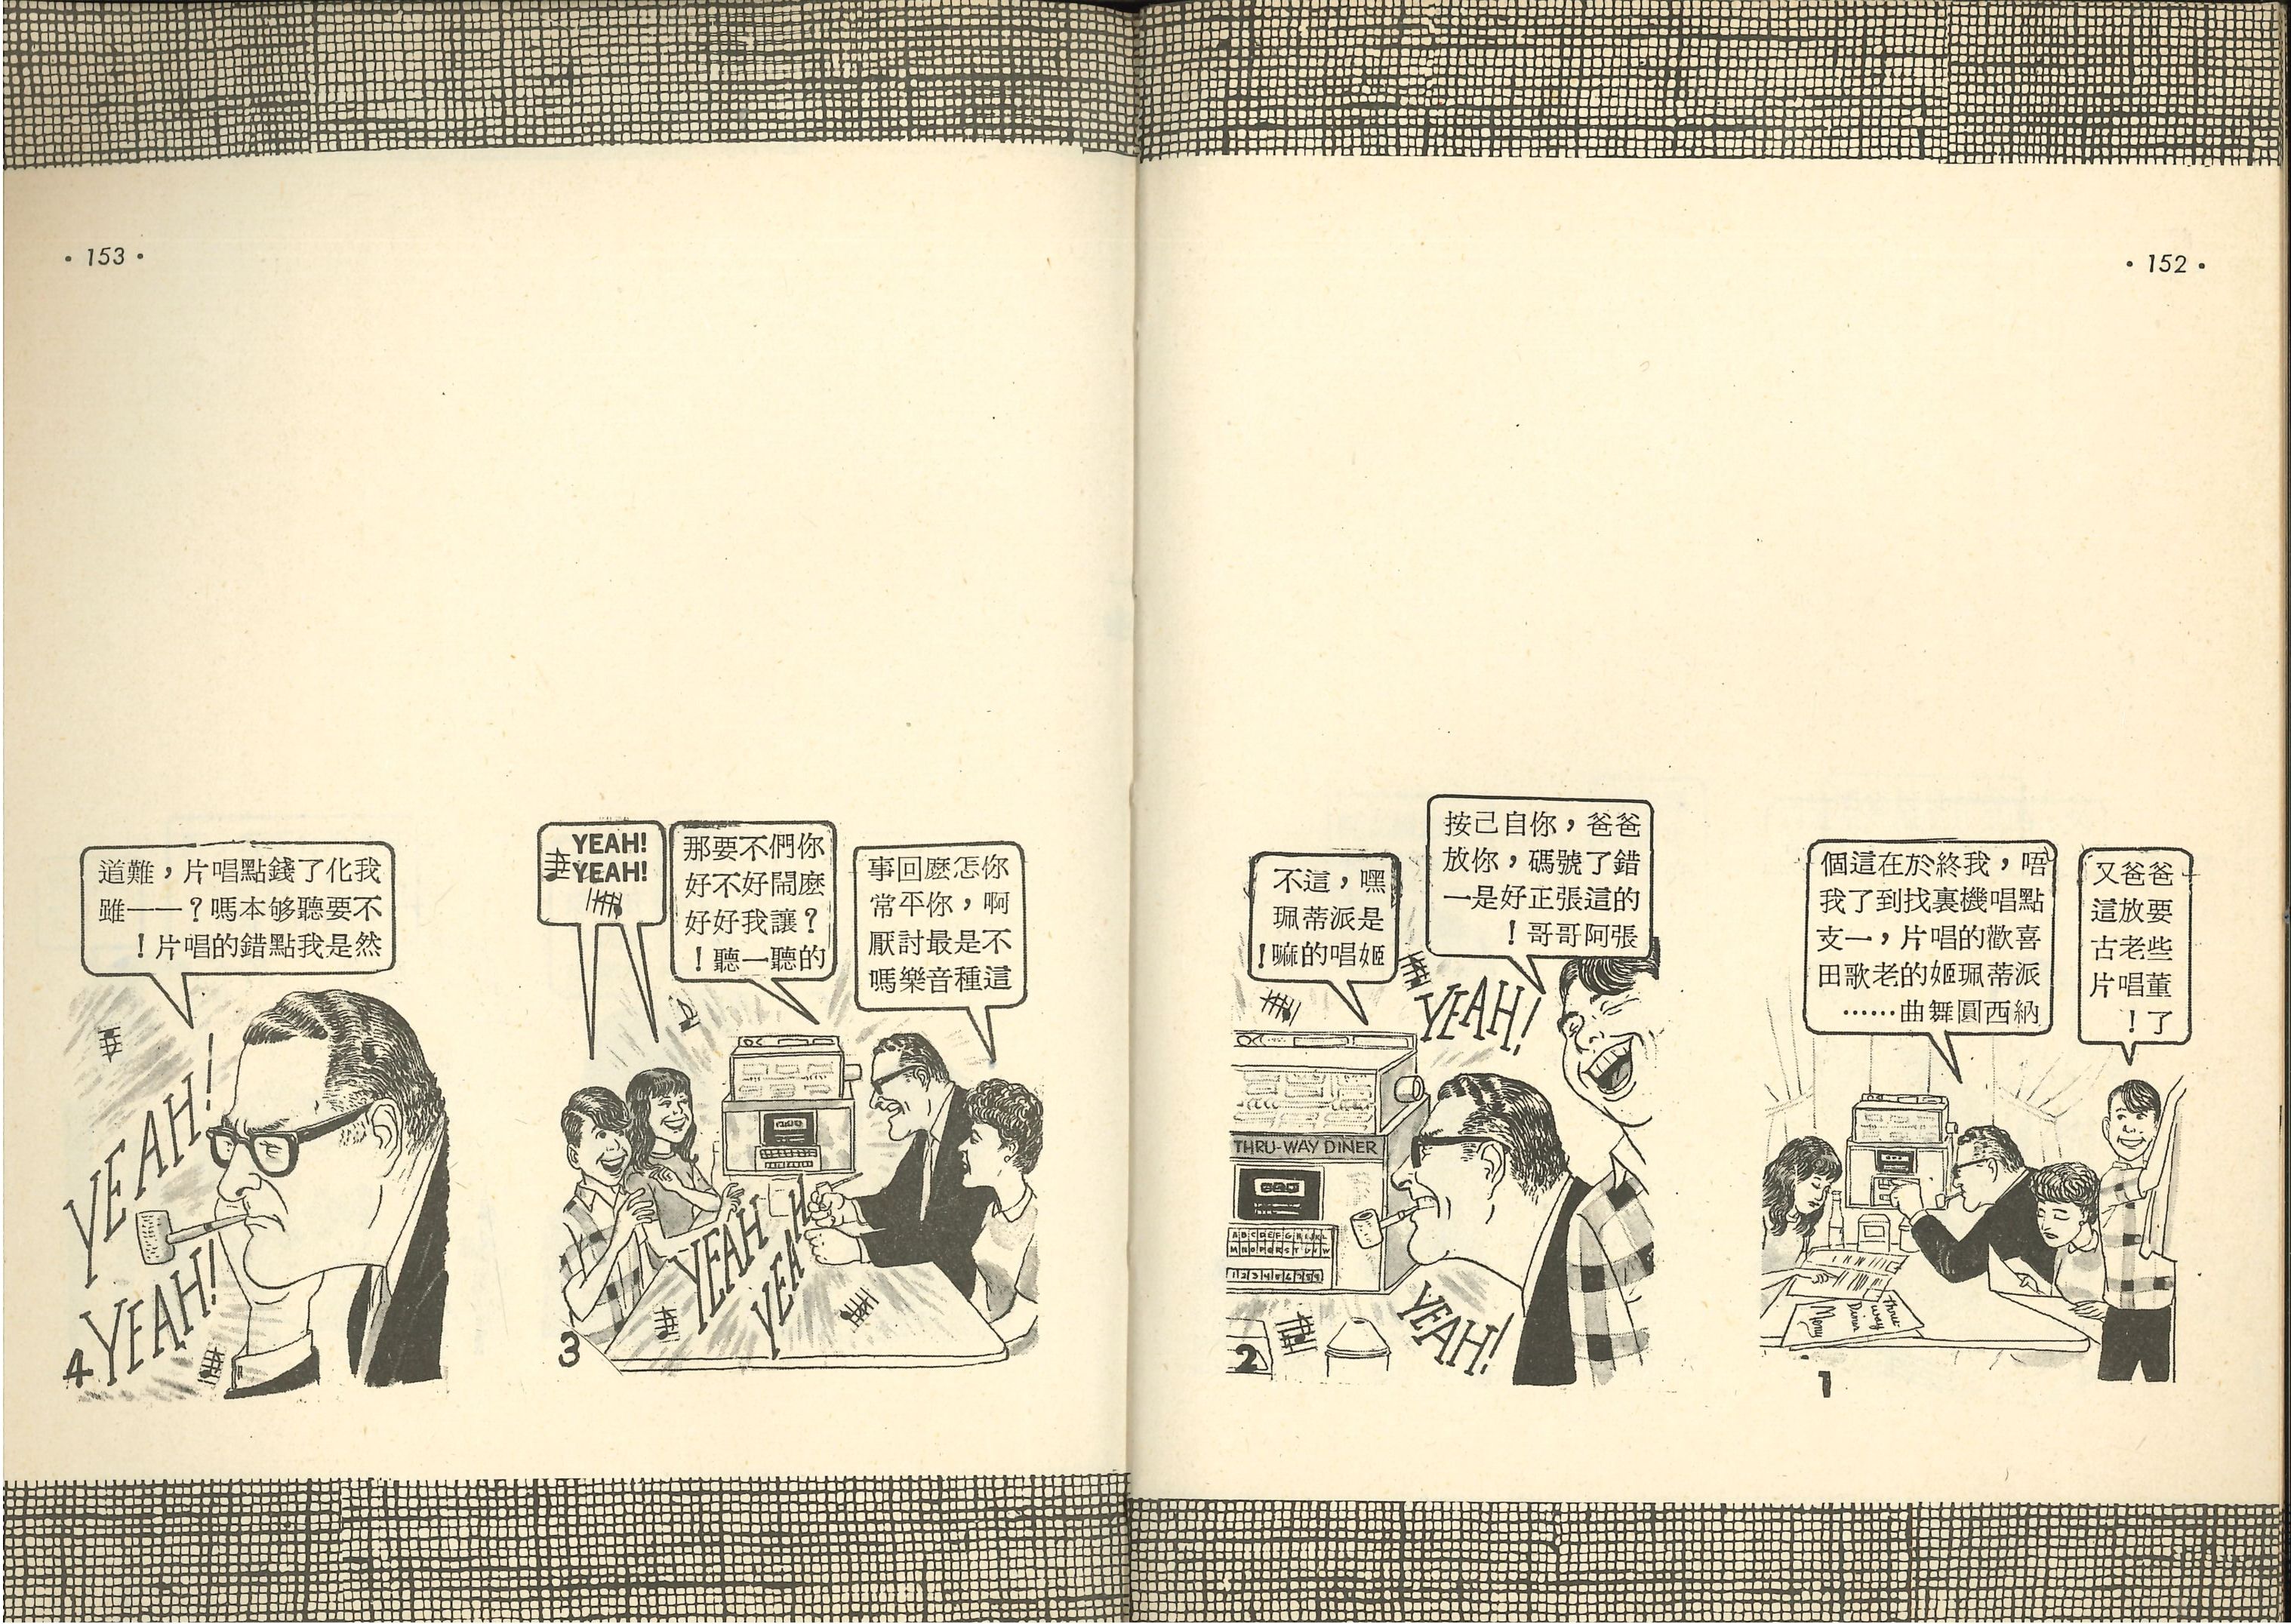 • 152 •
爸爸又
要放這
些老古
董唱片
了！
唔，我終於在這個
點唱機裏找到了我
喜歡的唱片，一支
派蒂珮姬的老歌田
納西圓舞曲……
Thru-
way
Diner
Menu
1
爸爸，你自己按
錯了號碼，你放
的這張正好是一
張阿哥哥！
嘿，這不
是派蒂珮
姬唱的嘛！
YEAH!
THRU-WAY DINER
YEAH!
2
• 153 •
你怎麽回事
啊，你平常
不是最討厭
這種音樂嗎
你們不要那
麽鬧好不好
？讓我好好
的聽一聽！
YEAH!
YEAH!
YEAH
YEAH
3
我化了錢點唱片，難道
不要聽够本嗎？——雖
然是我點錯的唱片！
YEAH!
YEAH!
4